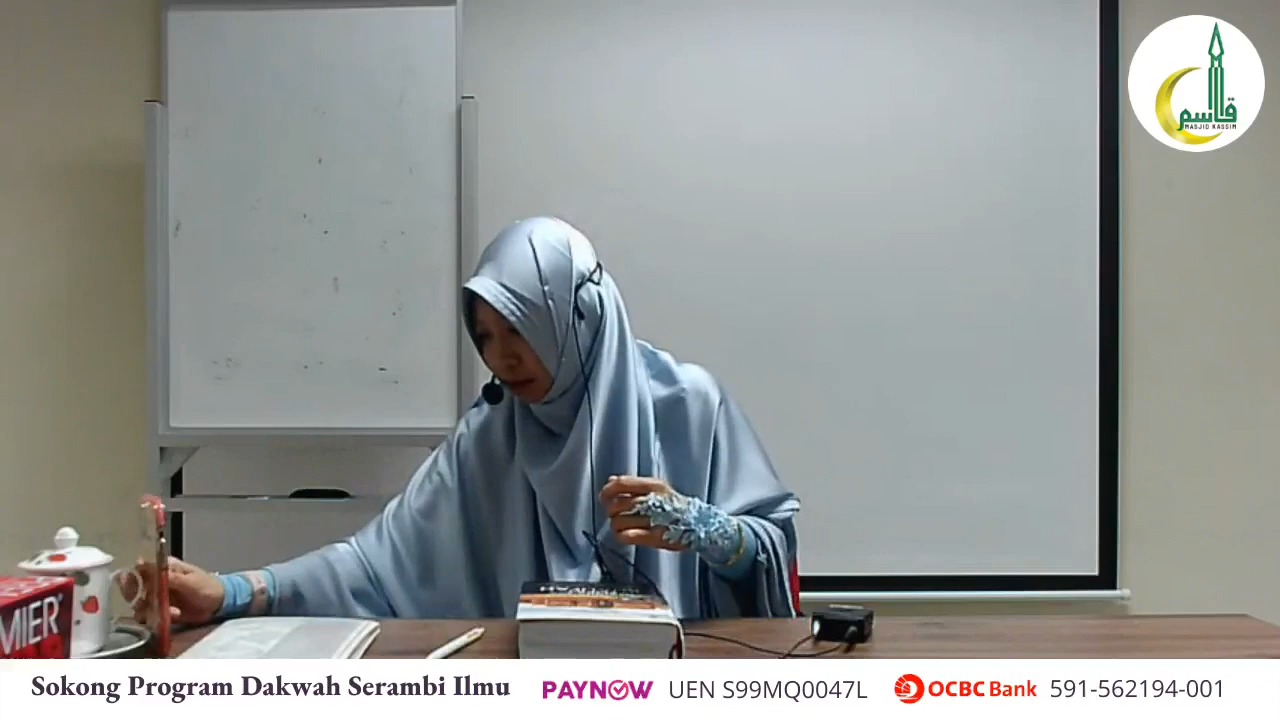 قاسم
MASJID KASSIM
MIER
Sokong Program Dakwah Serambi Ilmu PAYNOW UEN S99MQ0047L OCBC Bank 591-562194-001